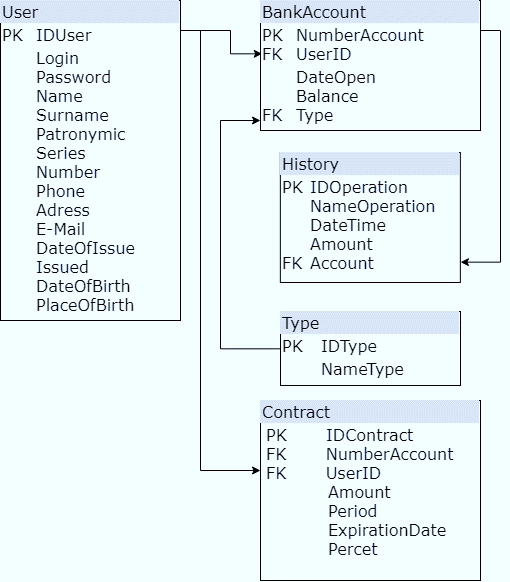 User
PK IDUser
Login
Password
Name
Surname
Patronymic
Series
Number
Phone
Adress
E-Mail
DateOfIssue
Issued
DateOfBirth
PlaceOfBirth
BankAccount
PK NumberAccount
FK UserID
DateOpen
Balance
FK Type
History
PK IDOperation
NameOperation
DateTime
Amount
FK Account
Type
PK IDType
NameType
Contract
PK IDContract
FK NumberAccount
FK UserID
Amount
Period
ExpirationDate
Percet